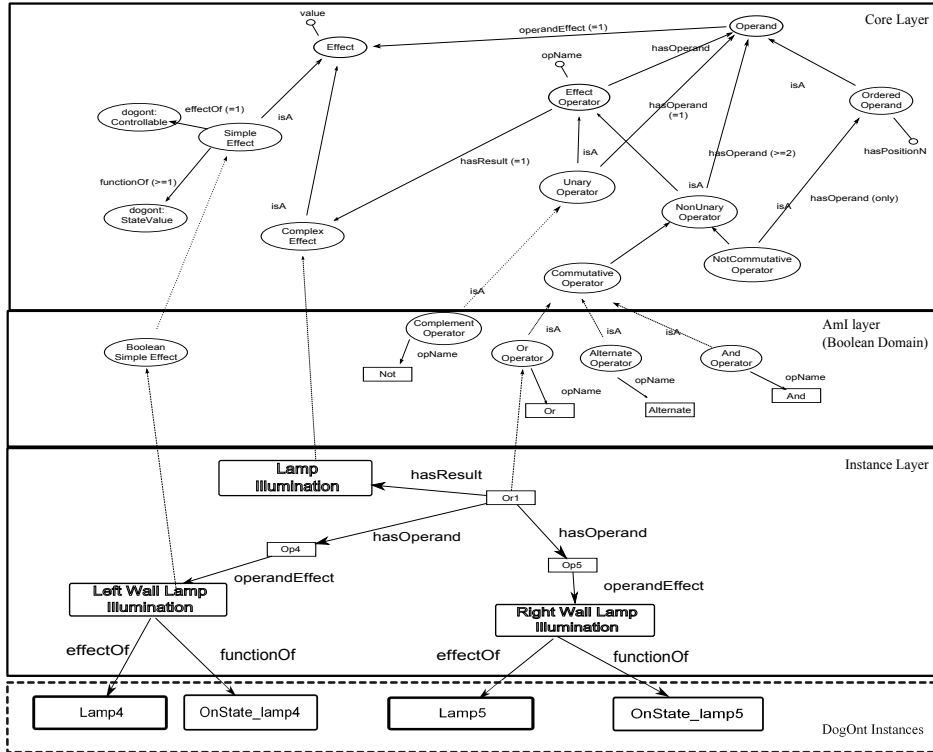 value
Core Layer
operandEffect (=1)
Operand
Effect
opName
hasOperand
effectOf (=1)
dogont:
Controllable
isA
Simple
Effect
Effect
Operator
hasOperand
(=1)
isA
Ordered
Operand
hasPositionN
functionOf (>=1)
hasResult (=1)
isA
hasOperand (>=2)
dogont:
StateValue
isA
Complex
Effect
Unary
Operator
isA
NonUnary
Operator
isA
hasOperand (only)
NotCommutative
Operator
isA
Commutative
Operator
Complement
Operator
opName
Not
isA
isA
isA
AmI layer
(Boolean Domain)
Boolean
Simple Effect
Or
Operator
Alternate
Operator
And
Operator
opName
Or
opName
Alternate
opName
And
Instance Layer
Lamp
Illumination
hasResult
Or1
hasOperand
hasOperand
Op4
Op5
operandEffect
operandEffect
Left Wall Lamp
Illumination
Right Wall Lamp
Illumination
effectOf
functionOf
effectOf
functionOf
Lamp4
OnState_lamp4
Lamp5
OnState_lamp5
DogOnt Instances